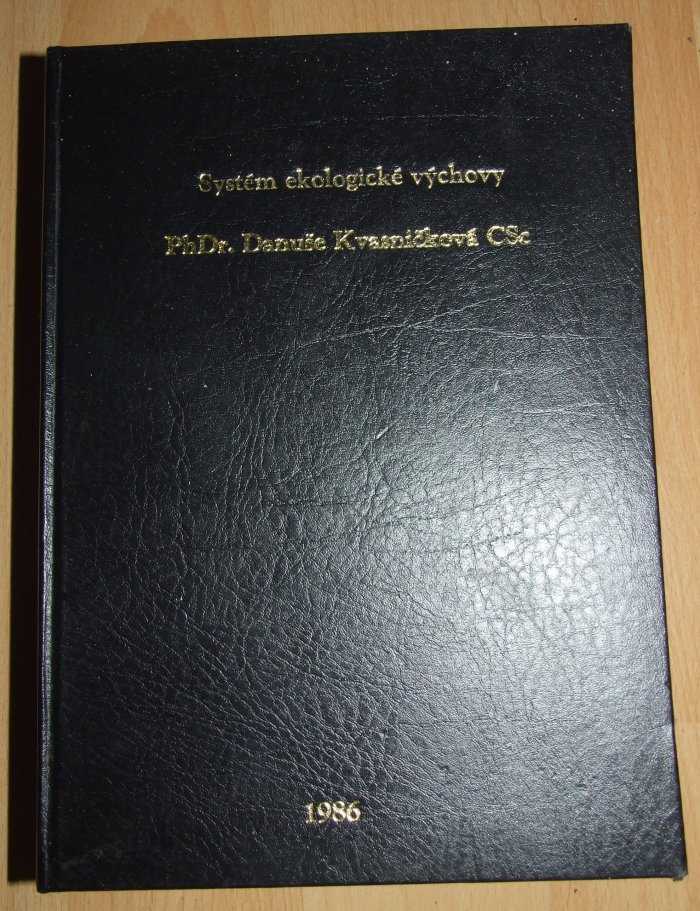 Systém ekologické výchovy
PhDr. Danuše Kvasničková CSc
1986